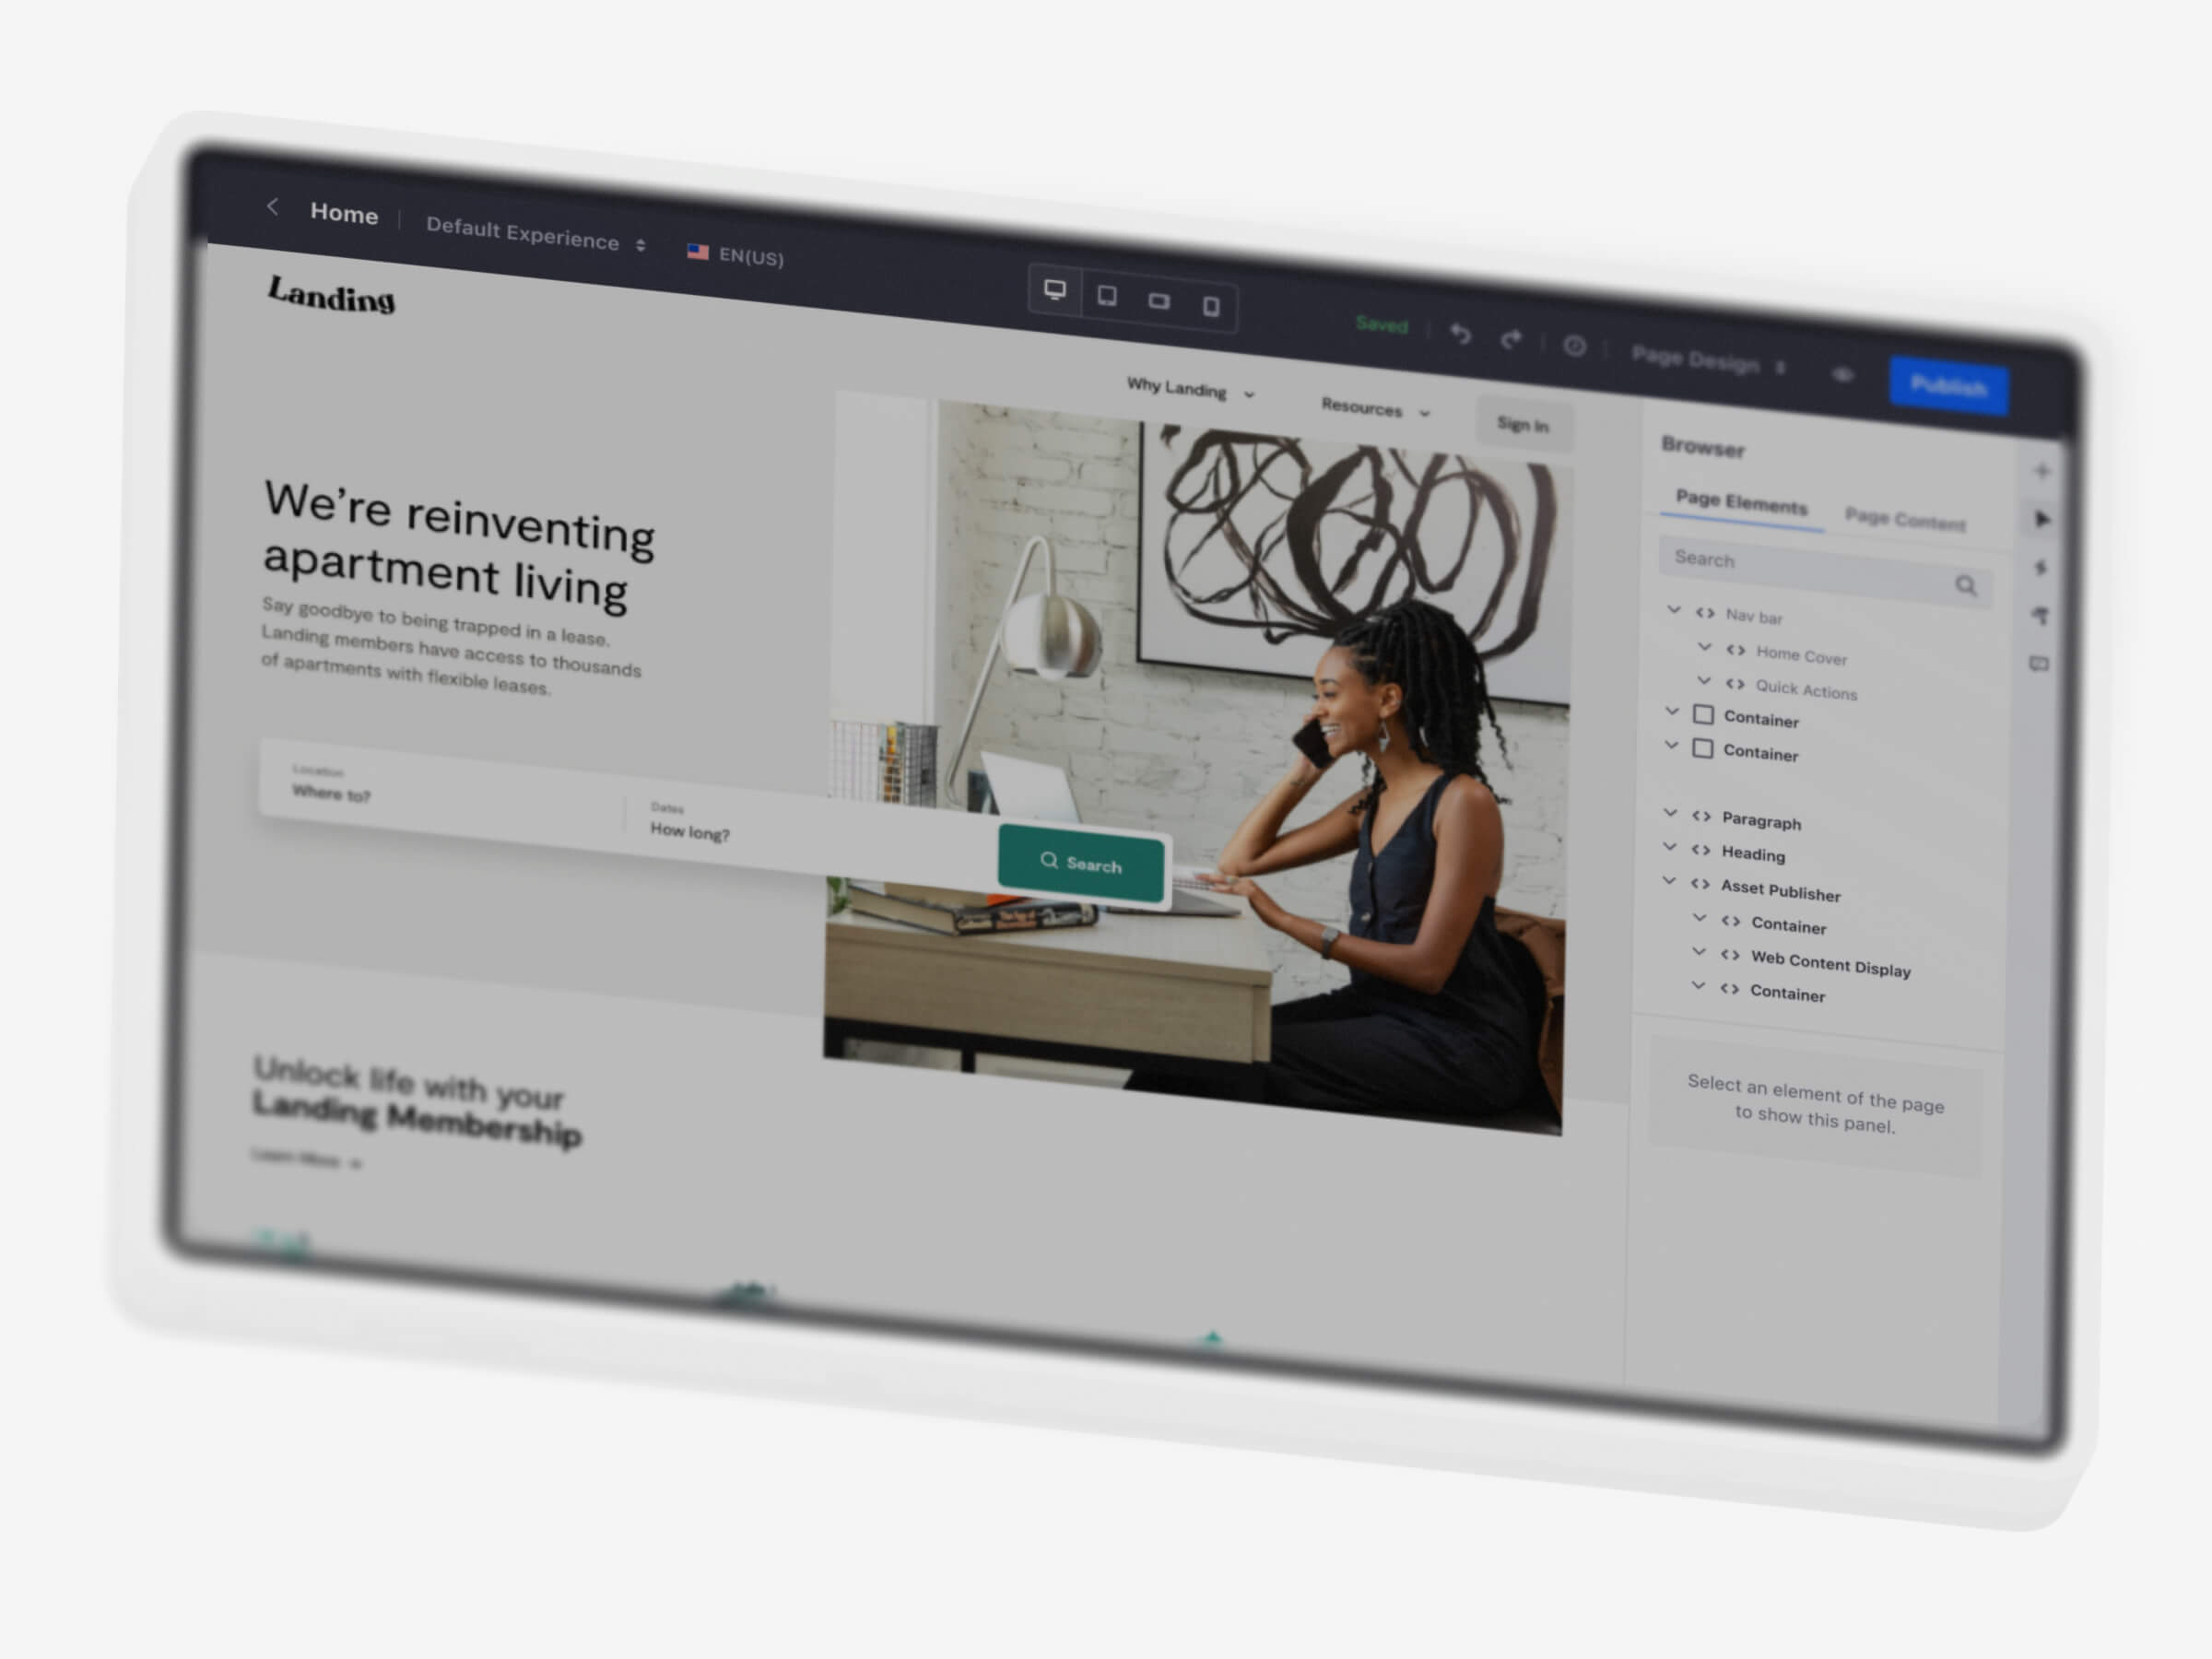 Home
Default Experience
EN(US)
Saved
Page Design
Publish
Landing
Why Landing
Resources
Sign In
We’re reinventing
apartment living
Say goodbye to being trapped in a lease.
Landing members have access to thousands
of apartments with flexible leases.
Location
Where to?
Dates
How long?
Search
Unlock life with your
Landing Membership
Learn More
Browser
Page Elements
Page Content
Search
Nav bar
Home Cover
Quick Actions
Container
Container
Paragraph
Heading
Asset Publisher
Container
Web Content Display
Container
Select an element of the page
to show this panel.